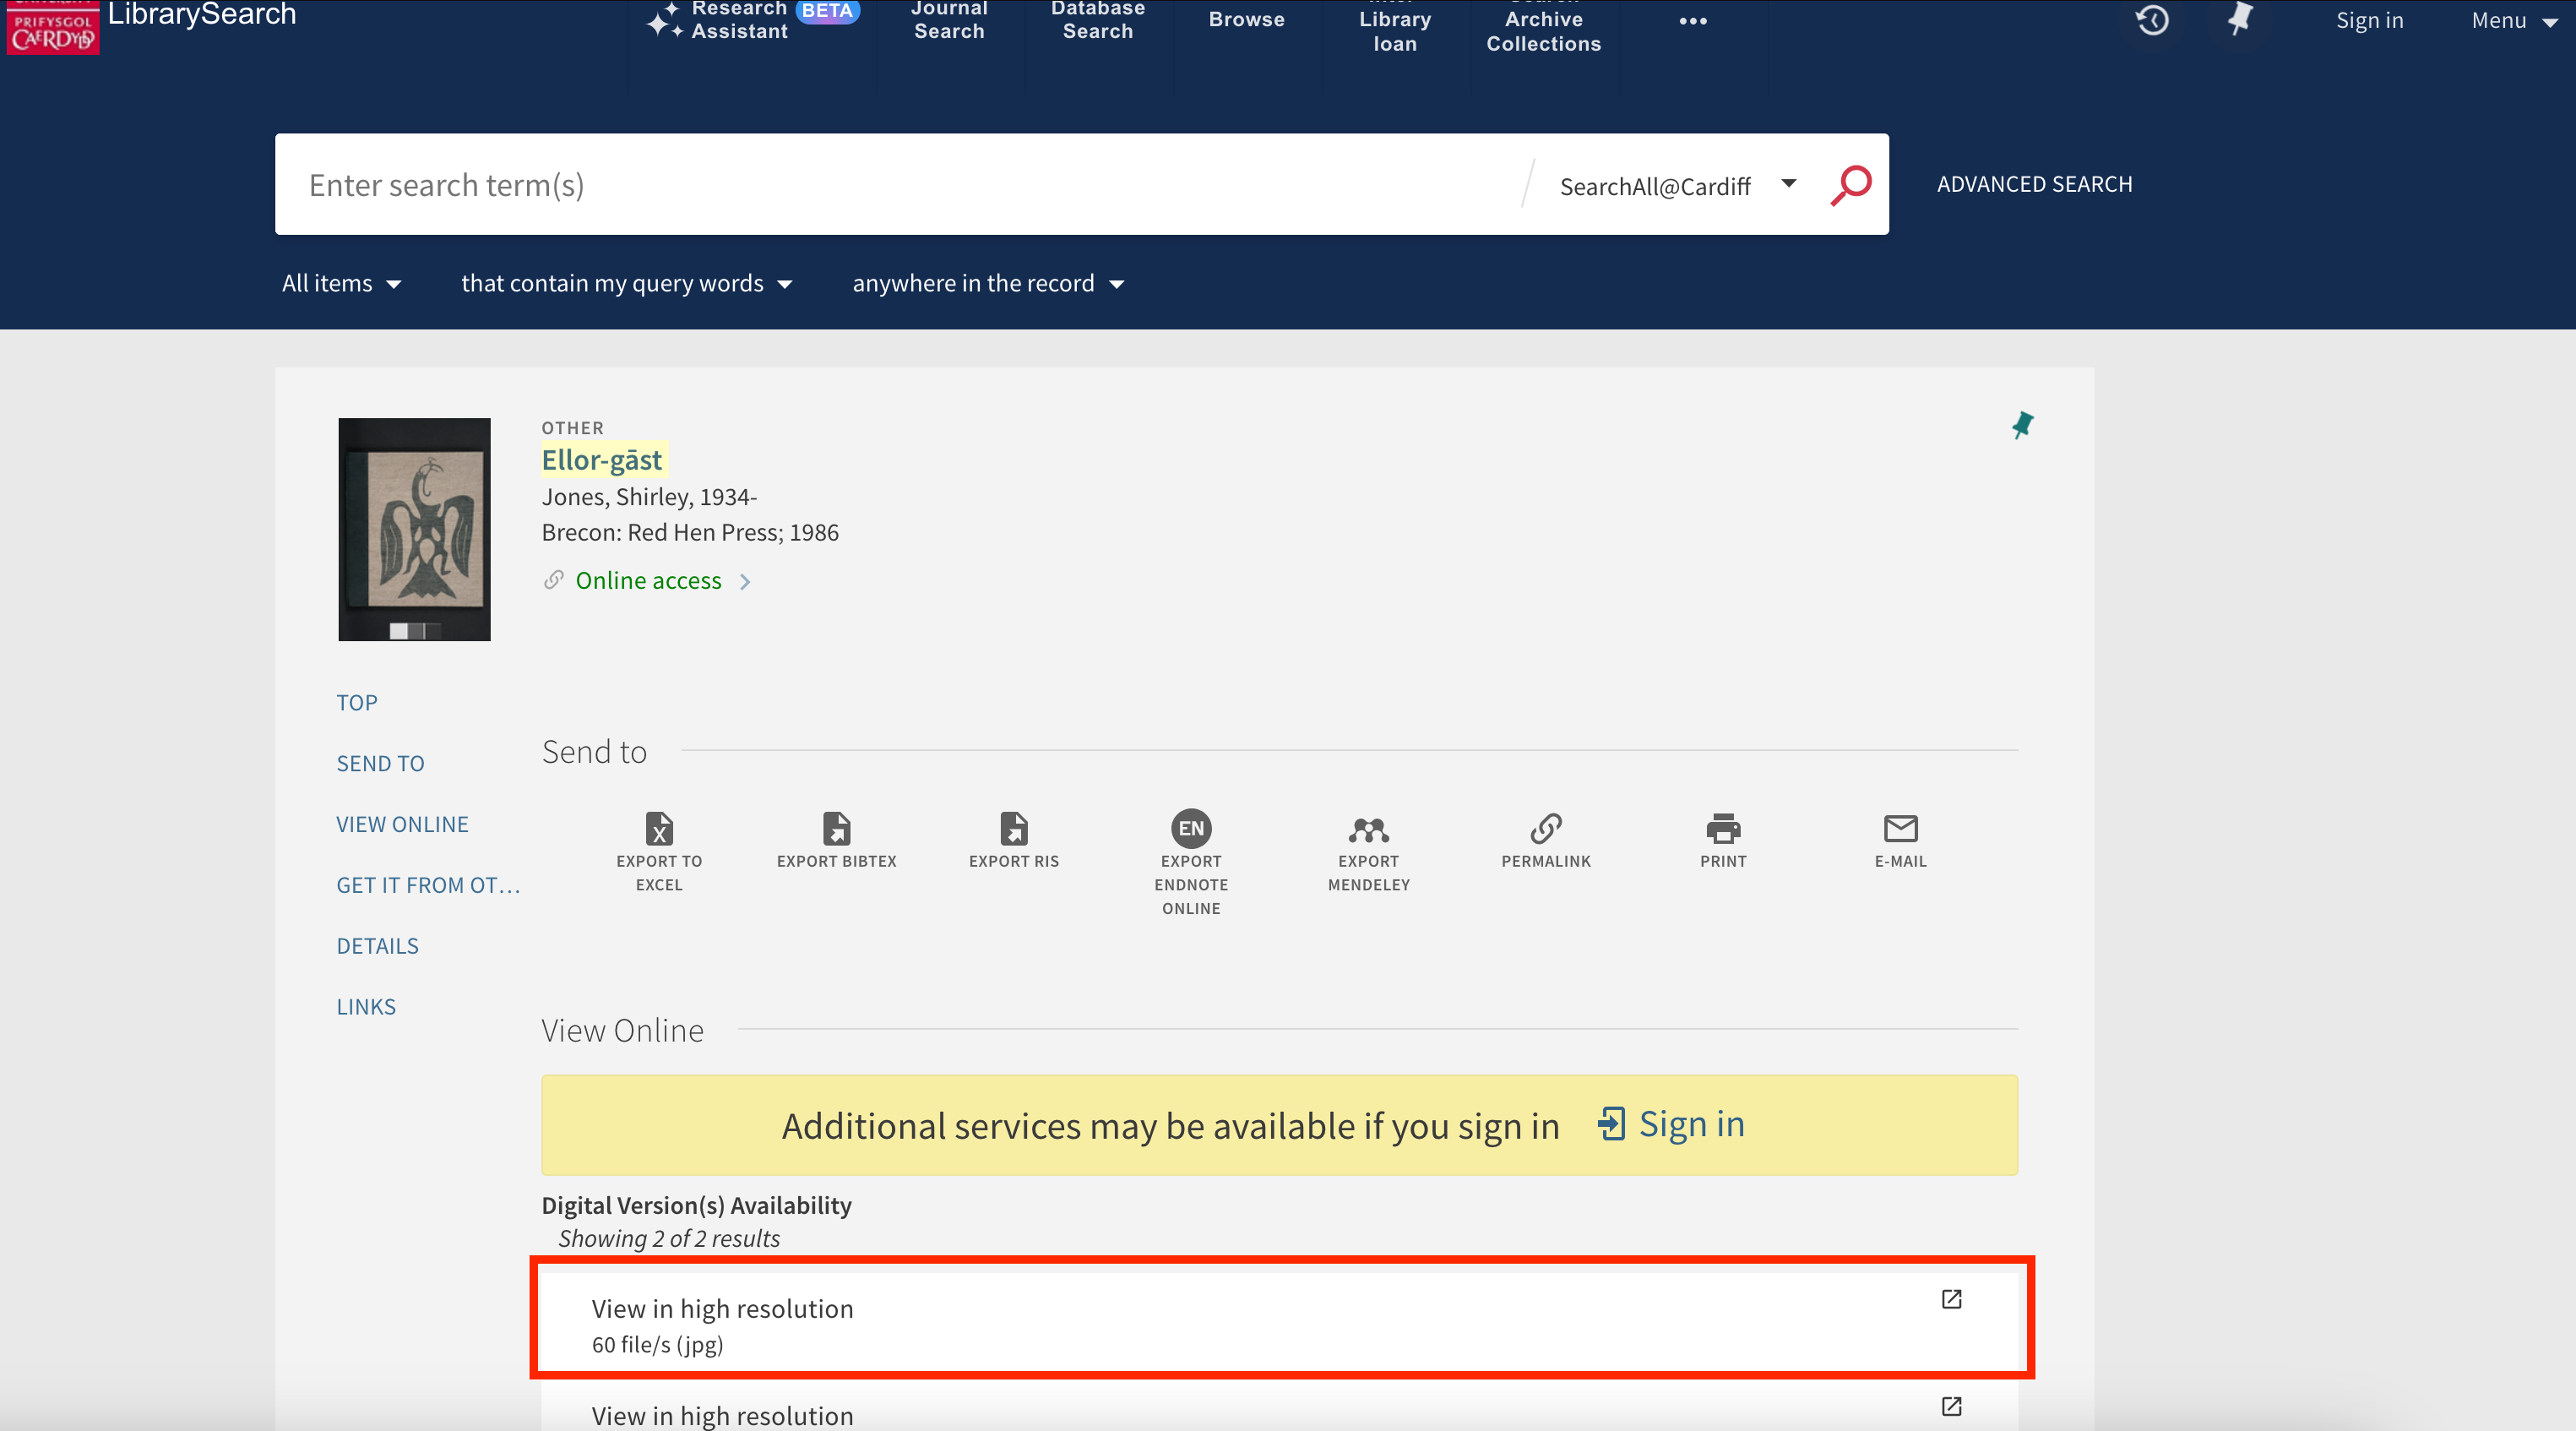 PRIFYSGOL
CAERDYDD
LibrarySearch
Research
Assistant
BETA
Journal
Search
Database
Search
Browse
Library
loan
Archive
Collections
Sign in
Menu
Enter search term(s)
SearchAll@Cardiff
ADVANCED SEARCH
All items
that contain my query words
anywhere in the record
OTHER
Ellor-gāst
Jones, Shirley, 1934-
Brecon: Red Hen Press; 1986
Online access
TOP
SEND TO
VIEW ONLINE
GET IT FROM OT...
DETAILS
LINKS
Send to
EXPORT TO
EXCEL
EXPORT BIBTEX
EXPORT RIS
EN
EXPORT
ENDNOTE
ONLINE
EXPORT
MENDELEY
PERMALINK
PRINT
E-MAIL
View Online
Additional services may be available if you sign in
Sign in
Digital Version(s) Availability
Showing 2 of 2 results
View in high resolution
60 file/s (jpg)
View in high resolution